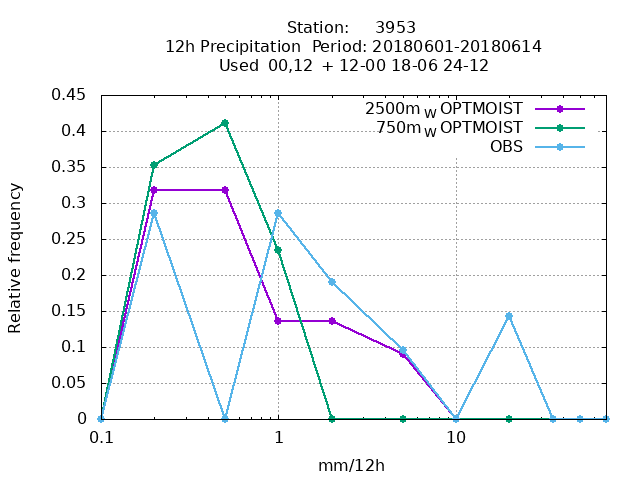 Station: 3953
12h Precipitation Period: 20180601-20180614
Used 00,12 + 12-00 18-06 24-12
2500m W OPTMOIST
750m W OPTMOIST
OBS
Relative frequency
0.45
0.4
0.35
0.3
0.25
0.2
0.15
0.1
0.05
0
0.1 1 10
mm/12h